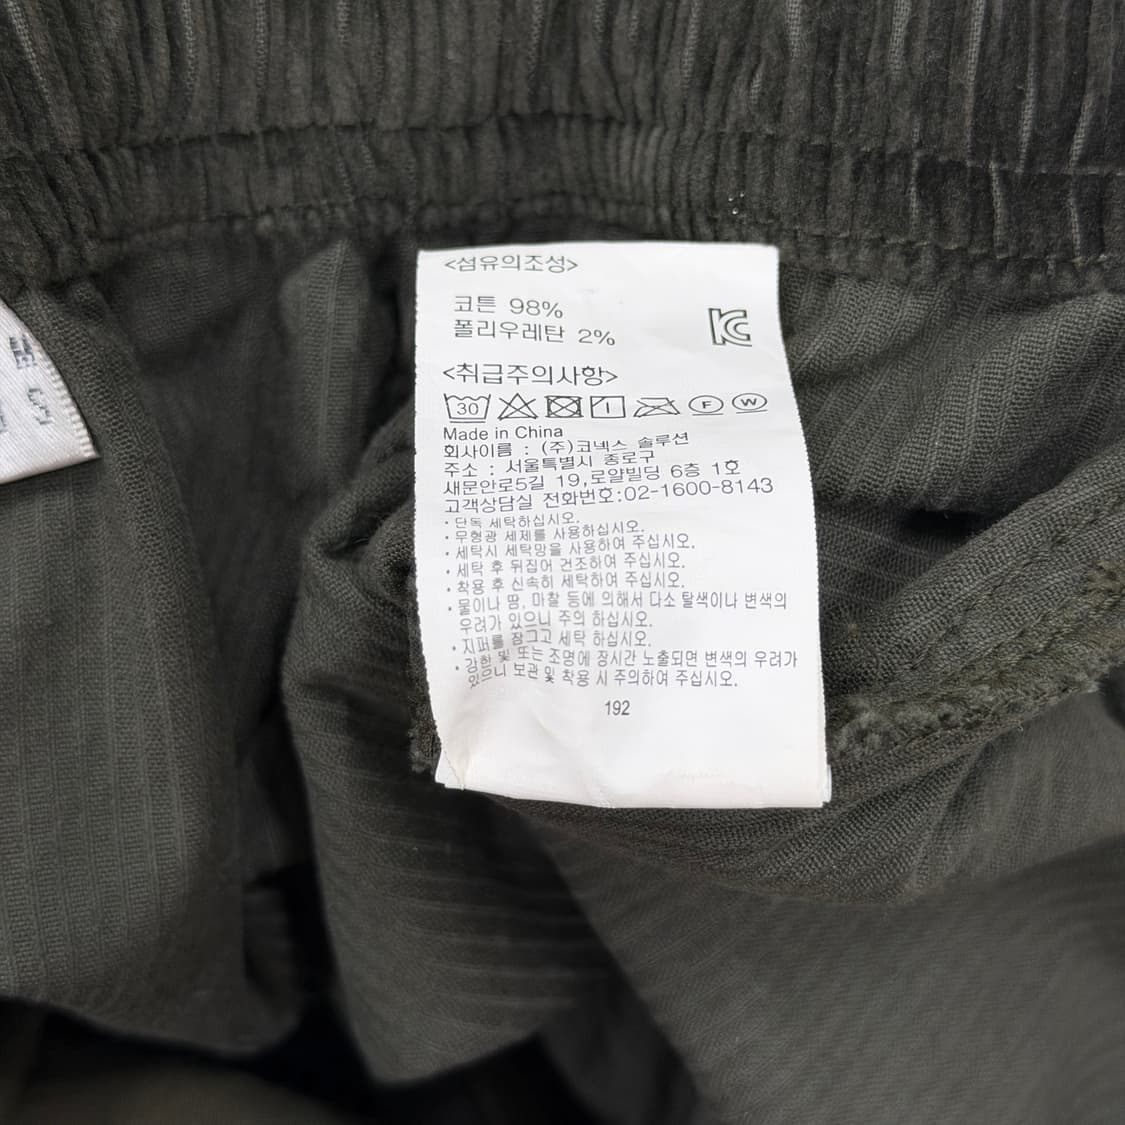 <섬유의조성>
코튼 98%
폴리우레탄 2%
<취급주의사항>
30
F
W
Made in China
회사이름 : (주)코넥스 솔루션
주소 : 서울특별시 종로구
새문안로5길 19,로얄빌딩 6층 1호
고객상담실 전화번호:02-1600-8143
· 단독 세탁하십시오.
· 무형광 세제를 사용하십시오.
· 세탁시 세탁망을 사용하여 주십시오.
· 세탁 후 뒤집어 건조하여 주십시오.
· 착용 후 신속히 세탁하여 주십시오.
· 물이나 땀, 마찰 등에 의해서 다소 탈색이나 변색의
우려가 있으니 주의 하십시오.
· 지퍼를 잠그고 세탁 하십시오.
· 강한 빛 또는 조명에 장시간 노출되면 변색의 우려가
있으니 보관 및 착용 시 주의하여 주십시오.
192